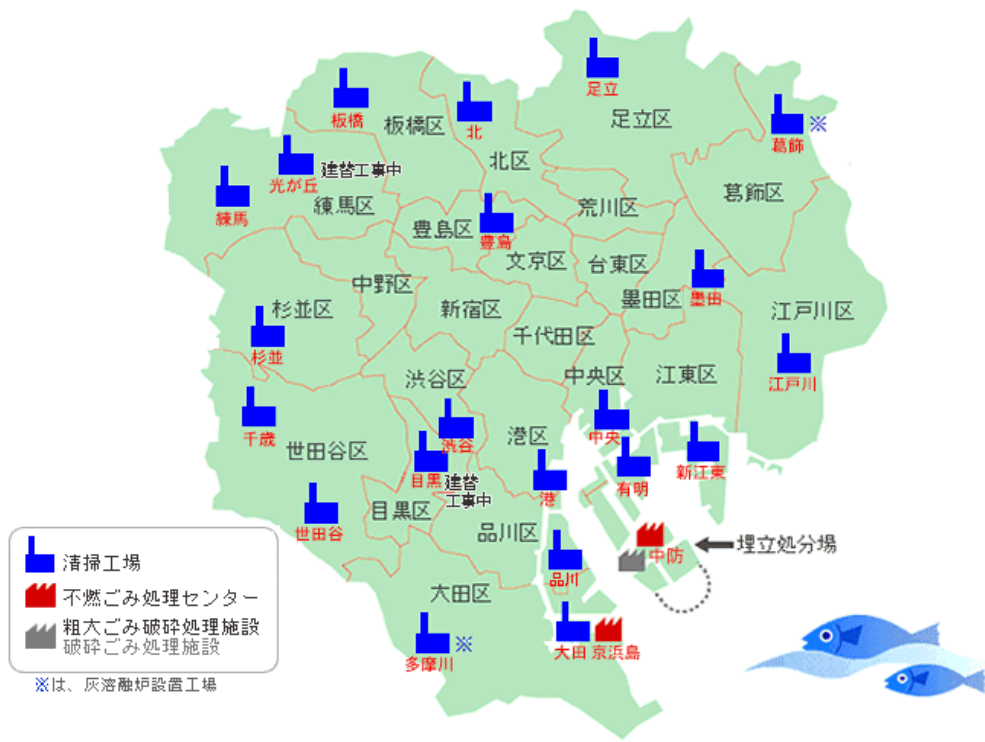 足立
板橋
北
板橋区
足立区
葛飾
※
光が丘
建替工事中
北区
練馬
練馬区
豊島区
豊島
荒川区
葛飾区
文京区
台東区
中野区
墨田区
墨田
杉並区
新宿区
江戸川区
千代田区
杉並
渋谷区
中央区
江東区
江戸川
千歳
世田谷区
渋谷
港区
中央
目黒
建替
工事中
港
有明
新江東
世田谷
目黒区
品川区
中防
埋立処分場
品川
大田区
多摩川
※
大田
京浜島
清掃工場
不燃ごみ処理センター
粗大ごみ破砕処理施設
破砕ごみ処理施設
※は、灰溶融炉設置工場